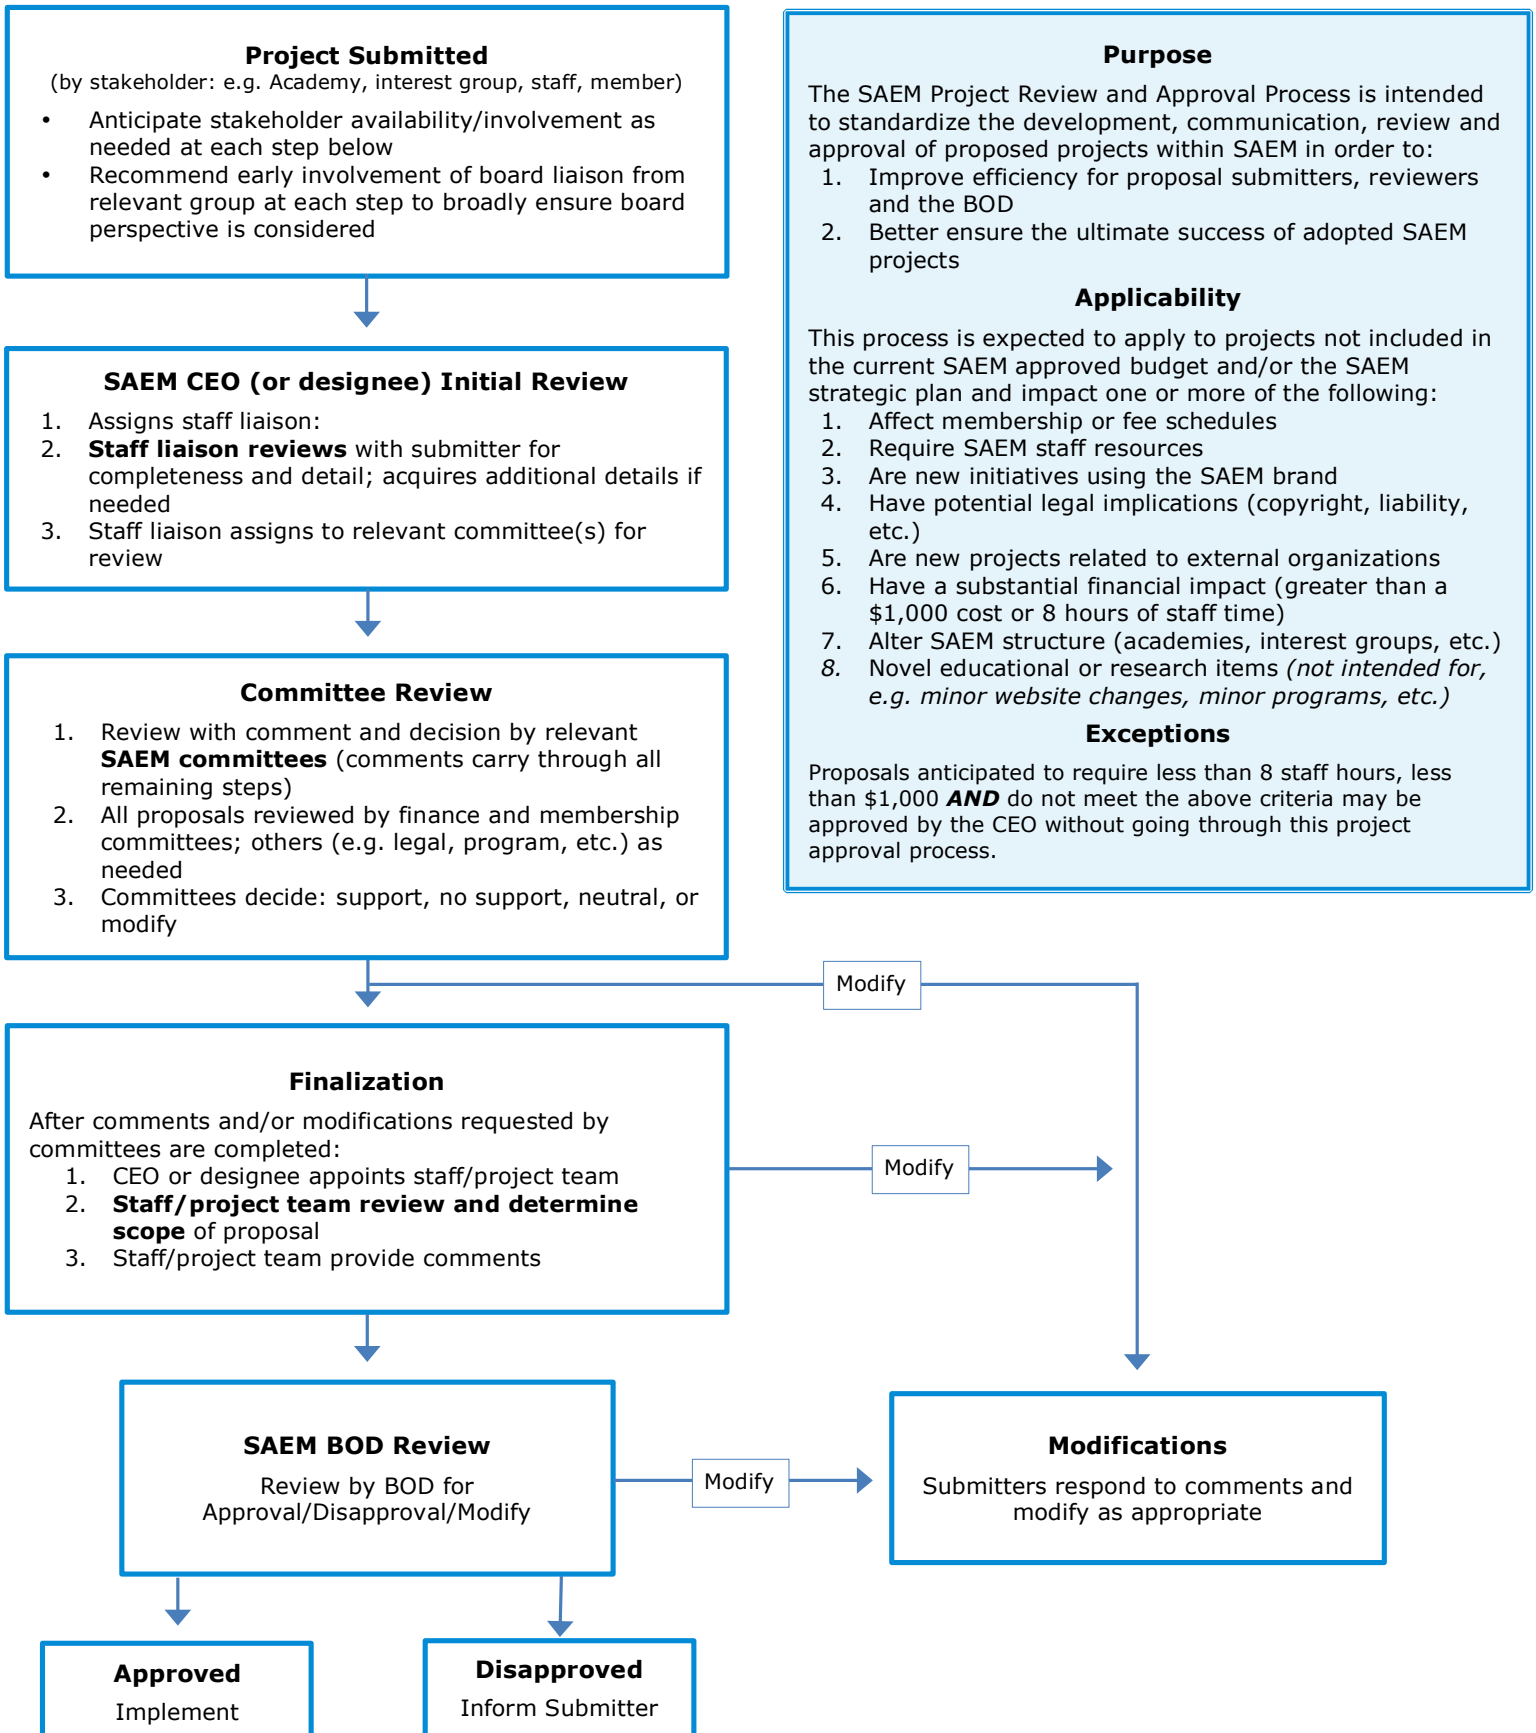 Project Submitted
(by stakeholder: e.g. Academy, interest group, staff, member)
• Anticipate stakeholder availability/involvement as
needed at each step below
• Recommend early involvement of board liaison from
relevant group at each step to broadly ensure board
perspective is considered
SAEM CEO (or designee) Initial Review
1. Assigns staff liaison:
2. Staff liaison reviews with submitter for
completeness and detail; acquires additional details if
needed
3. Staff liaison assigns to relevant committee(s) for
review
Committee Review
1. Review with comment and decision by relevant
SAEM committees (comments carry through all
remaining steps)
2. All proposals reviewed by finance and membership
committees; others (e.g. legal, program, etc.) as
needed
3. Committees decide: support, no support, neutral, or
modify
Modify
Finalization
After comments and/or modifications requested by
committees are completed:
1. CEO or designee appoints staff/project team
2. Staff/project team review and determine
scope of proposal
3. Staff/project team provide comments
Modify
SAEM BOD Review
Review by BOD for
Approval/Disapproval/Modify
Modify
Modifications
Submitters respond to comments and
modify as appropriate
Approved
Implement
Disapproved
Inform Submitter
Purpose
The SAEM Project Review and Approval Process is intended
to standardize the development, communication, review and
approval of proposed projects within SAEM in order to:
1. Improve efficiency for proposal submitters, reviewers
and the BOD
2. Better ensure the ultimate success of adopted SAEM
projects
Applicability
This process is expected to apply to projects not included in
the current SAEM approved budget and/or the SAEM
strategic plan and impact one or more of the following:
1. Affect membership or fee schedules
2. Require SAEM staff resources
3. Are new initiatives using the SAEM brand
4. Have potential legal implications (copyright, liability,
etc.)
5. Are new projects related to external organizations
6. Have a substantial financial impact (greater than a
$1,000 cost or 8 hours of staff time)
7. Alter SAEM structure (academies, interest groups, etc.)
8. Novel educational or research items (not intended for,
e.g. minor website changes, minor programs, etc.)
Exceptions
Proposals anticipated to require less than 8 staff hours, less
than $1,000 AND do not meet the above criteria may be
approved by the CEO without going through this project
approval process.